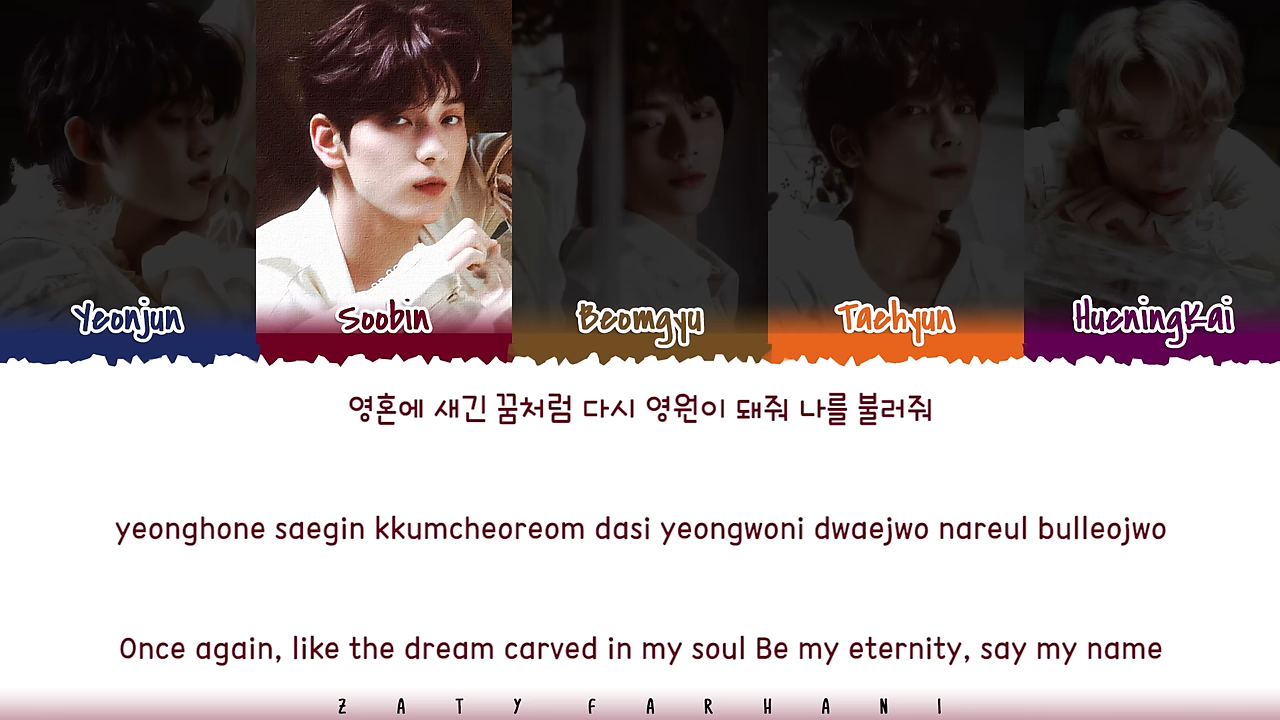 Yeonjun Soobin Beomgyu Taehyun HueningKai
영혼에 새긴 꿈처럼 다시 영원이 돼줘 나를 불러줘
yeonghone saegin kkumcheoreom dasi yeongwoni dwaejwo nareul bulleojwo
Once again, like the dream carved in my soul Be my eternity, say my name
ZATY FARHANI